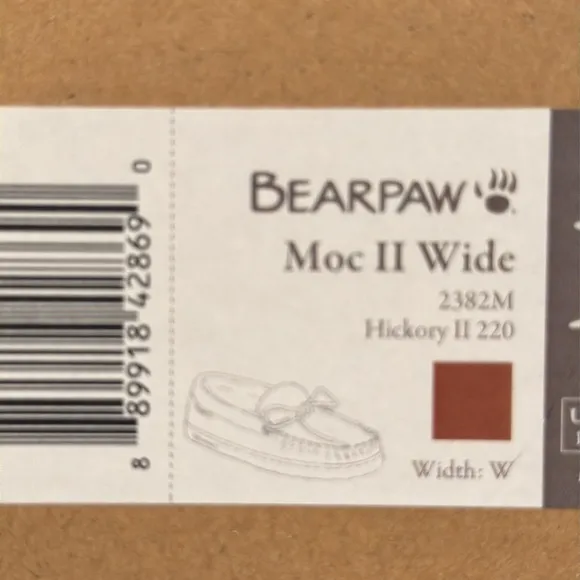 BEARPAW
Moc II Wide
2382M
Hickory II 220
Width: W
8 89918 42869 0